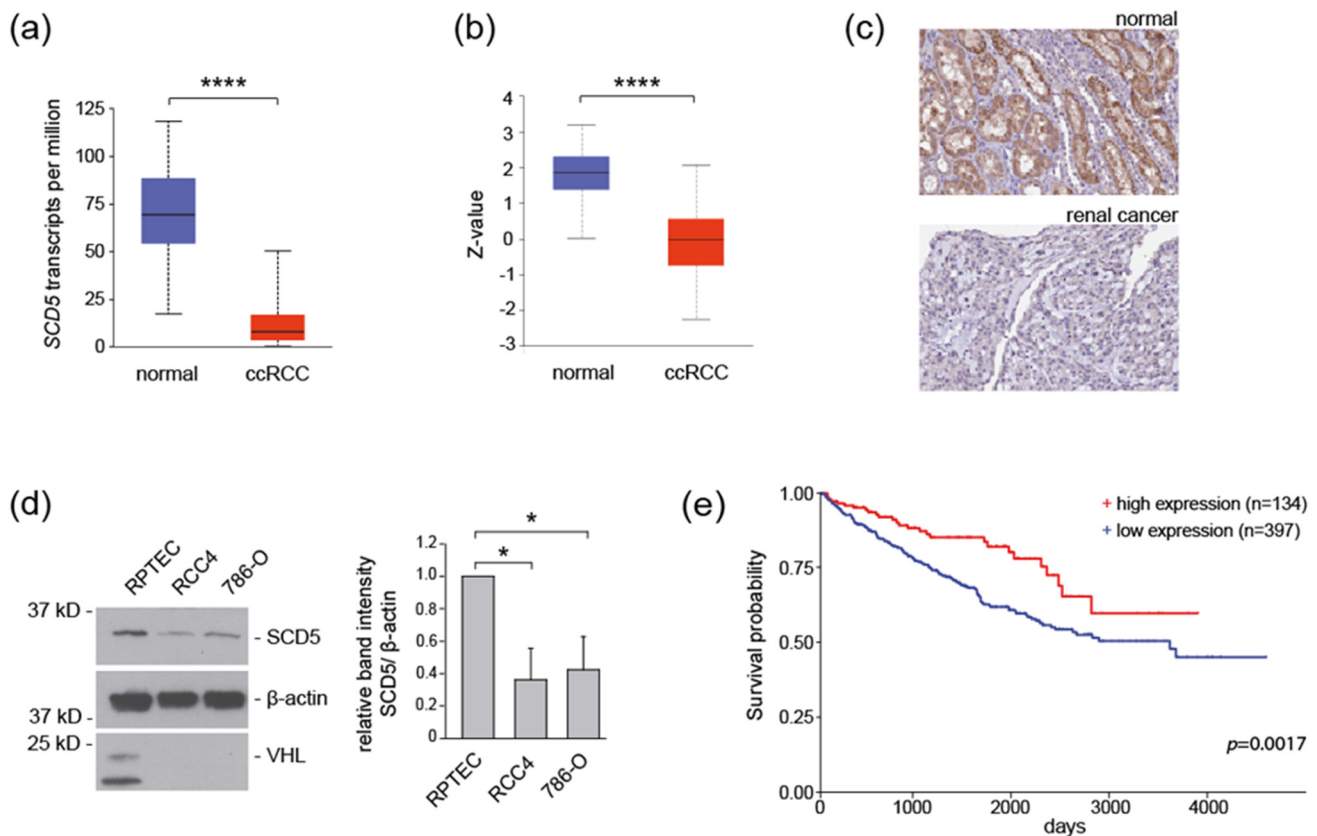 (a)
****
SCD5 transcripts per million
125
100
75
50
25
0
normal
ccRCC
(b)
****
Z-value
4
3
2
1
0
-1
-2
-3
normal
ccRCC
(c)
normal
renal cancer
(d)
RPTEC
RCC4
786-O
37 kD -
- SCD5
- β-actin
37 kD -
25 kD -
- VHL
*
*
relative band intensity
SCD5/ β-actin
1.2
1.0
0.8
0.6
0.4
0.2
0
RPTEC
RCC4
786-O
(e)
Survival probability
1.00
0.75
0.50
0.25
0.00
high expression (n=134)
low expression (n=397)
p=0.0017
0
1000
2000
3000
4000
days